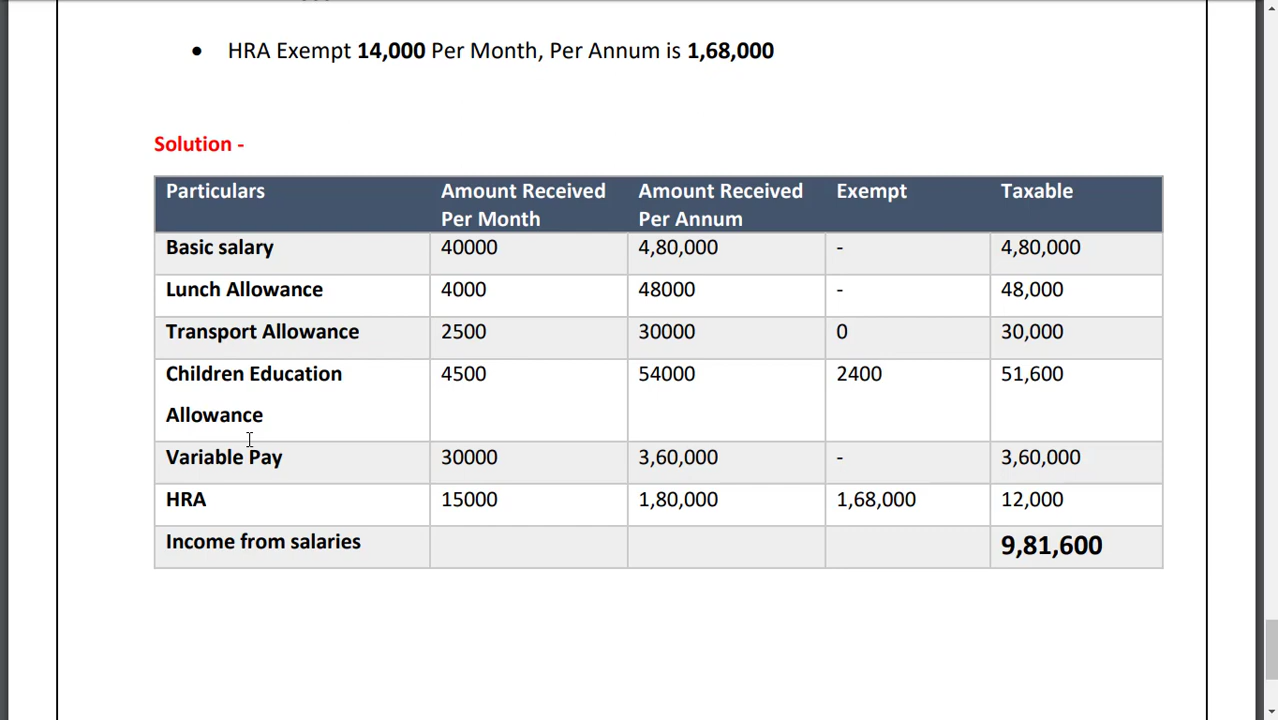 • HRA Exempt 14,000 Per Month, Per Annum is 1,68,000
Solution -
Particulars Amount Received Per Month Amount Received Per Annum Exempt Taxable
Basic salary 40000 4,80,000 - 4,80,000
Lunch Allowance 4000 48000 - 48,000
Transport Allowance 2500 30000 0 30,000
Children Education Allowance 4500 54000 2400 51,600
Variable Pay 30000 3,60,000 - 3,60,000
HRA 15000 1,80,000 1,68,000 12,000
Income from salaries 9,81,600